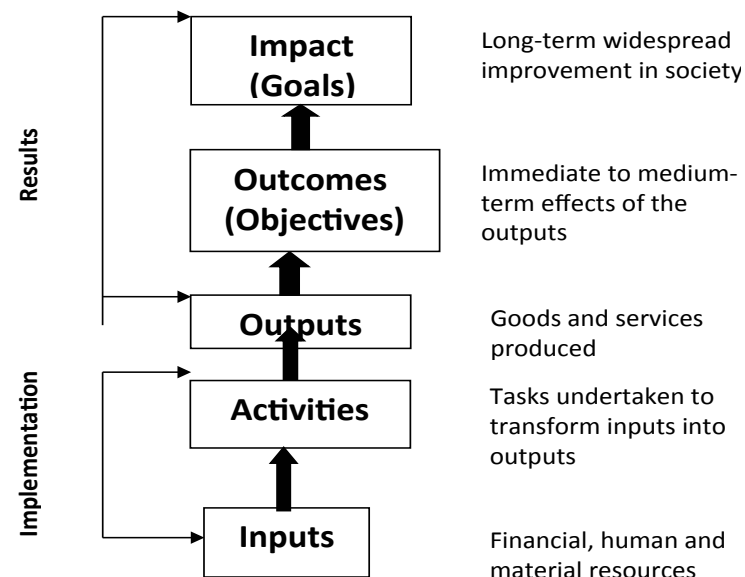 Impact
(Goals)
Long-term widespread
improvement in society
Results
Outcomes
(Objectives)
Immediate to medium-
term effects of the
outputs
Outputs
Goods and services
produced
Implementation
Activities
Tasks undertaken to
transform inputs into
outputs
Inputs
Financial, human and
material resources